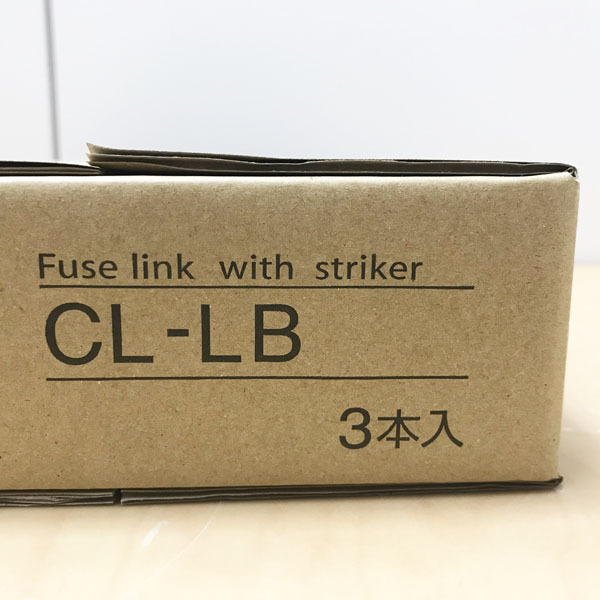 Fuse link with striker
CL-LB
3本入